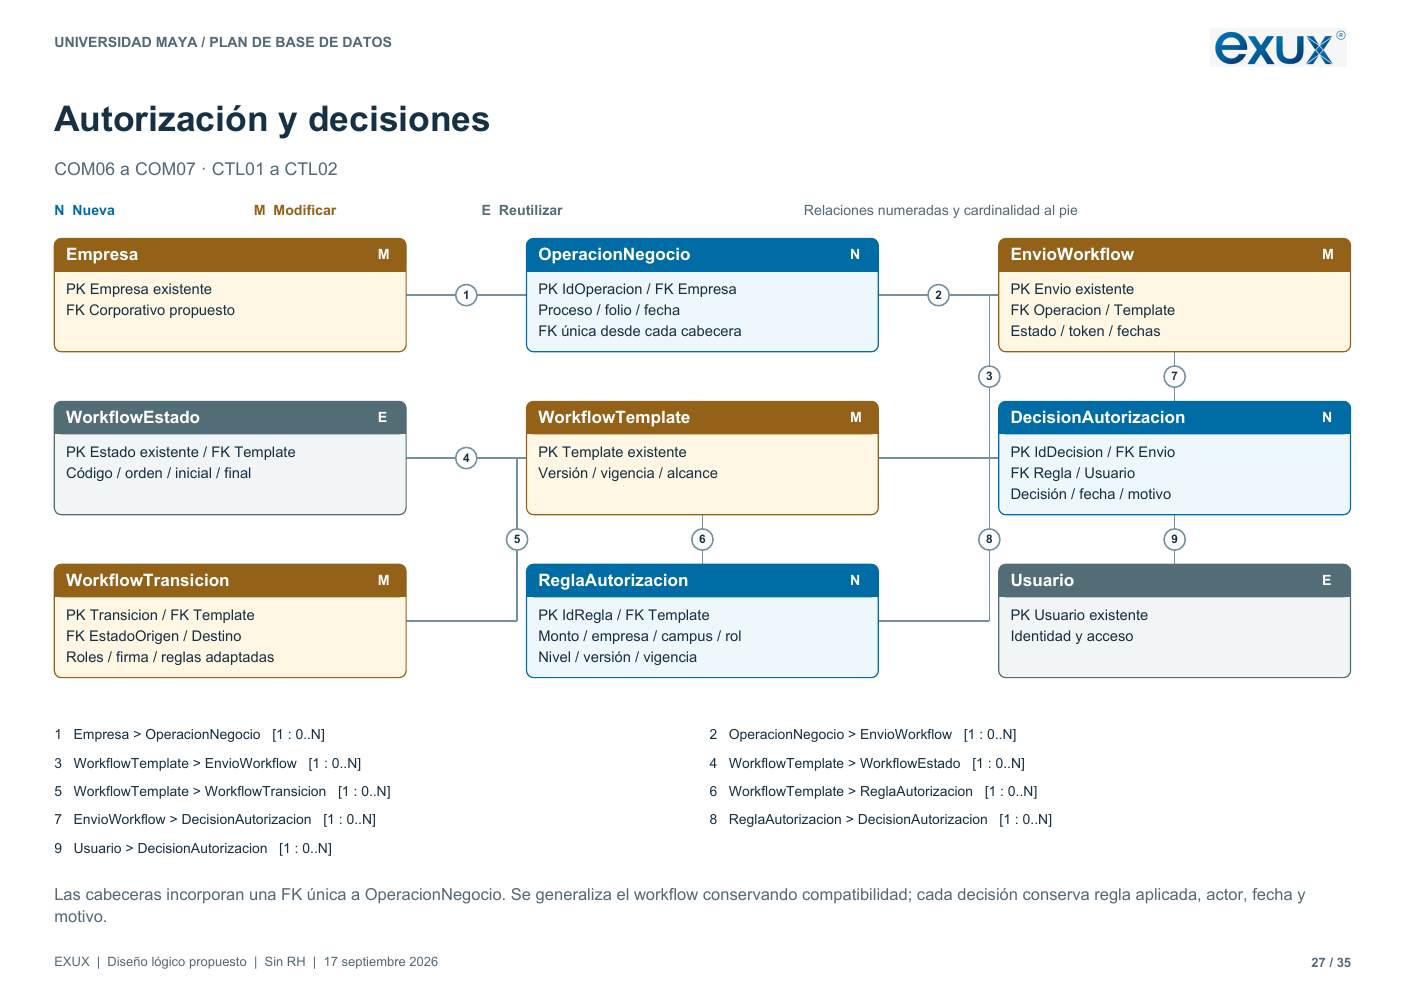 UNIVERSIDAD MAYA / PLAN DE BASE DE DATOS
exux®
Autorización y decisiones
COM06 a COM07 · CTL01 a CTL02
N Nueva
M Modificar
E Reutilizar
Relaciones numeradas y cardinalidad al pie
Empresa M
PK Empresa existente
FK Corporativo propuesto
1
OperacionNegocio N
PK IdOperacion / FK Empresa
Proceso / folio / fecha
FK única desde cada cabecera
2
EnvioWorkflow M
PK Envio existente
FK Operacion / Template
Estado / token / fechas
3
7
WorkflowEstado E
PK Estado existente / FK Template
Código / orden / inicial / final
4
WorkflowTemplate M
PK Template existente
Versión / vigencia / alcance
DecisionAutorizacion N
PK IdDecision / FK Envio
FK Regla / Usuario
Decisión / fecha / motivo
5
6
8
9
WorkflowTransicion M
PK Transicion / FK Template
FK EstadoOrigen / Destino
Roles / firma / reglas adaptadas
ReglaAutorizacion N
PK IdRegla / FK Template
Monto / empresa / campus / rol
Nivel / versión / vigencia
Usuario E
PK Usuario existente
Identidad y acceso
1 Empresa > OperacionNegocio [1 : 0..N]
2 OperacionNegocio > EnvioWorkflow [1 : 0..N]
3 WorkflowTemplate > EnvioWorkflow [1 : 0..N]
4 WorkflowTemplate > WorkflowEstado [1 : 0..N]
5 WorkflowTemplate > WorkflowTransicion [1 : 0..N]
6 WorkflowTemplate > ReglaAutorizacion [1 : 0..N]
7 EnvioWorkflow > DecisionAutorizacion [1 : 0..N]
8 ReglaAutorizacion > DecisionAutorizacion [1 : 0..N]
9 Usuario > DecisionAutorizacion [1 : 0..N]
Las cabeceras incorporan una FK única a OperacionNegocio. Se generaliza el workflow conservando compatibilidad; cada decisión conserva regla aplicada, actor, fecha y
motivo.
EXUX | Diseño lógico propuesto | Sin RH | 17 septiembre 2026
27 / 35